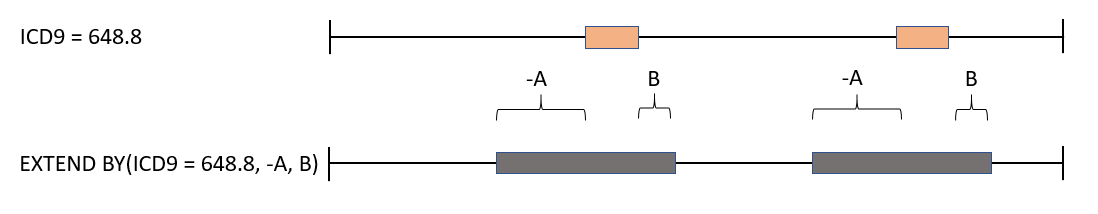 ICD9 = 648.8
-A B -A B
EXTEND BY(ICD9 = 648.8, -A, B)